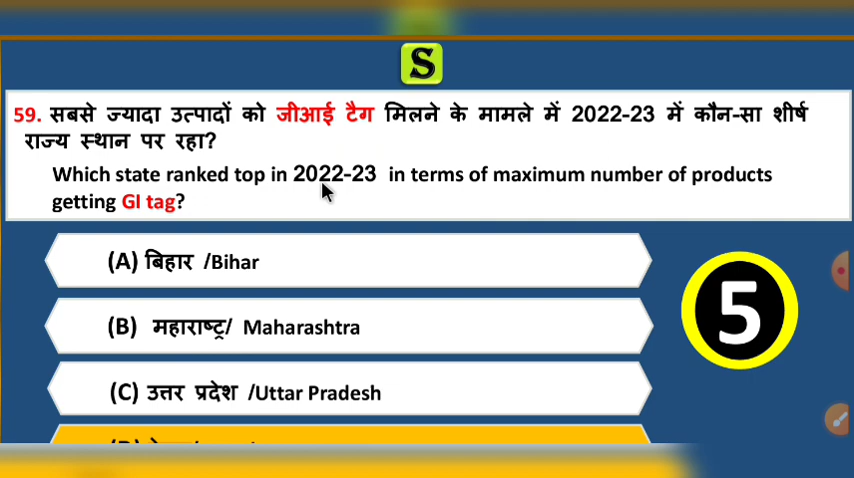 S
59. सबसे ज्यादा उत्पादों को जीआई टैग मिलने के मामले में 2022-23 में कौन-सा शीर्ष
राज्य स्थान पर रहा?
Which state ranked top in 2022-23 in terms of maximum number of products
getting GI tag?
(A) बिहार /Bihar
5
(B) महाराष्ट्र/ Maharashtra
(C) उत्तर प्रदेश /Uttar Pradesh